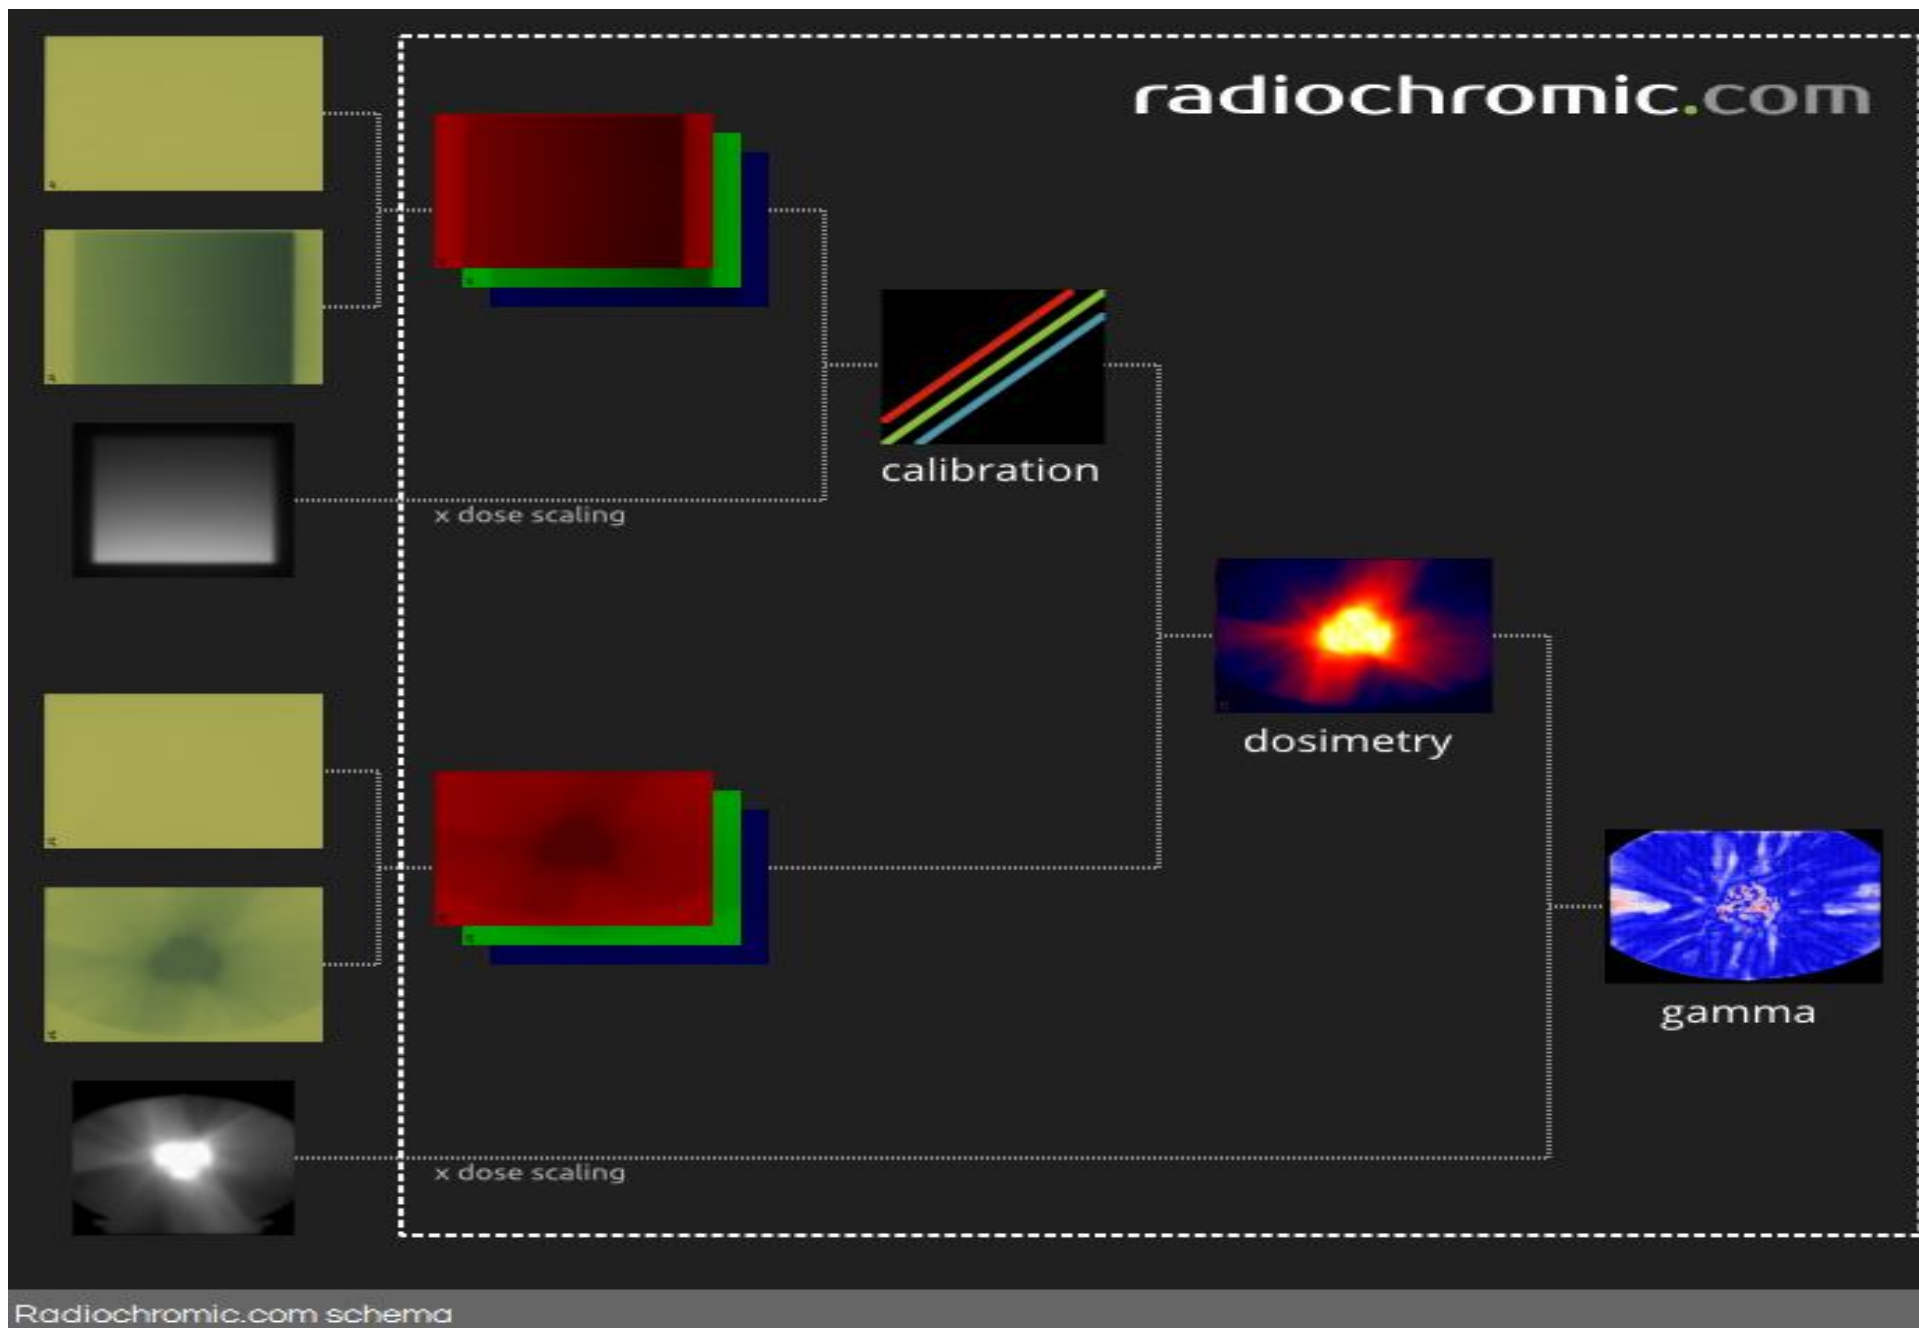 radiochromic.com
calibration
x dose scaling
dosimetry
gamma
x dose scaling
Radiochromic.com schema